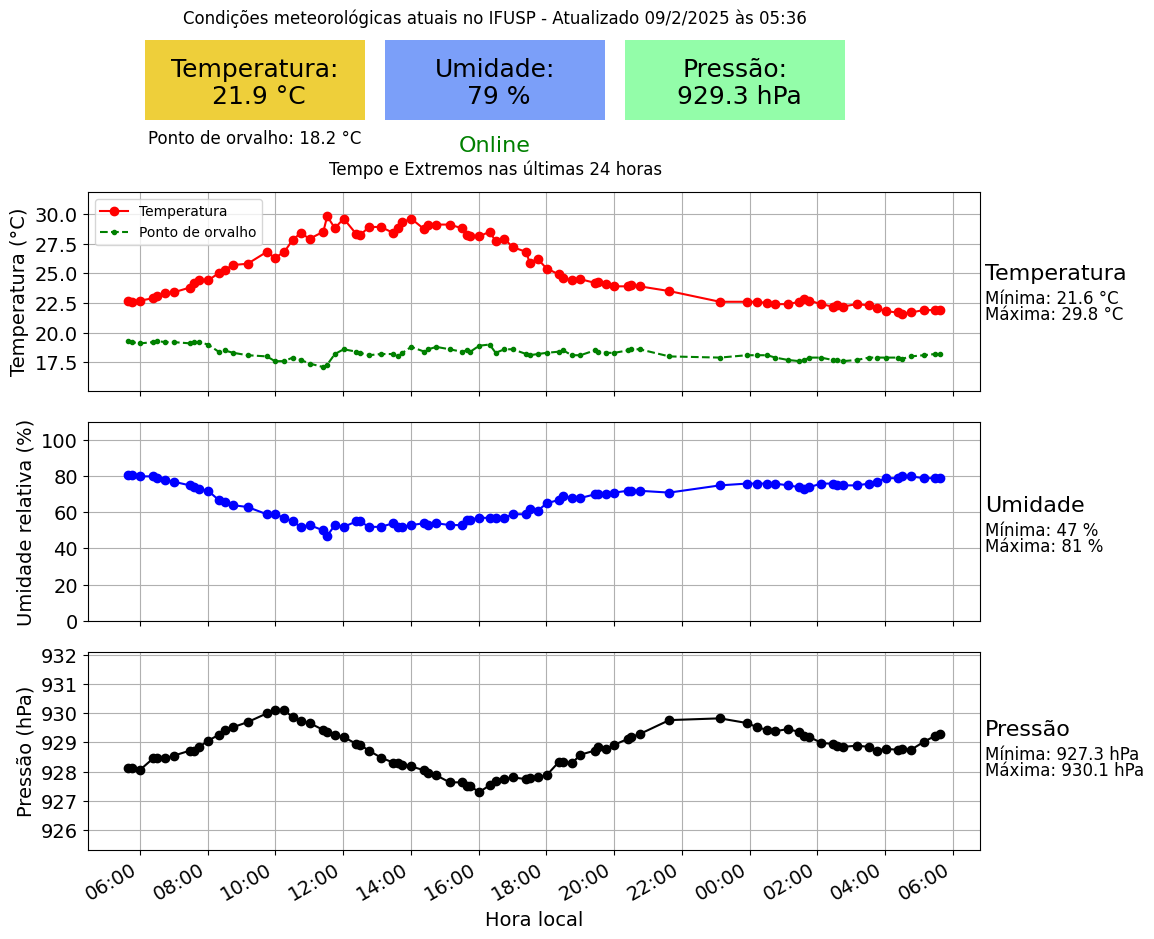 Condições meteorológicas atuais no IFUSP - Atualizado 09/2/2025 às 05:36
Temperatura:
21.9 °C
Umidade:
79 %
Pressão:
929.3 hPa
Ponto de orvalho: 18.2 °C
Online
Tempo e Extremos nas últimas 24 horas
Temperatura (°C)
30.0
27.5
25.0
22.5
20.0
17.5
Temperatura
Ponto de orvalho
Temperatura
Mínima: 21.6 °C
Máxima: 29.8 °C
Umidade relativa (%)
100
80
60
40
20
0
Umidade
Mínima: 47 %
Máxima: 81 %
Pressão (hPa)
932
931
930
929
928
927
926
Pressão
Mínima: 927.3 hPa
Máxima: 930.1 hPa
06:00 08:00 10:00 12:00 14:00 16:00 18:00 20:00 22:00 00:00 02:00 04:00 06:00
Hora local